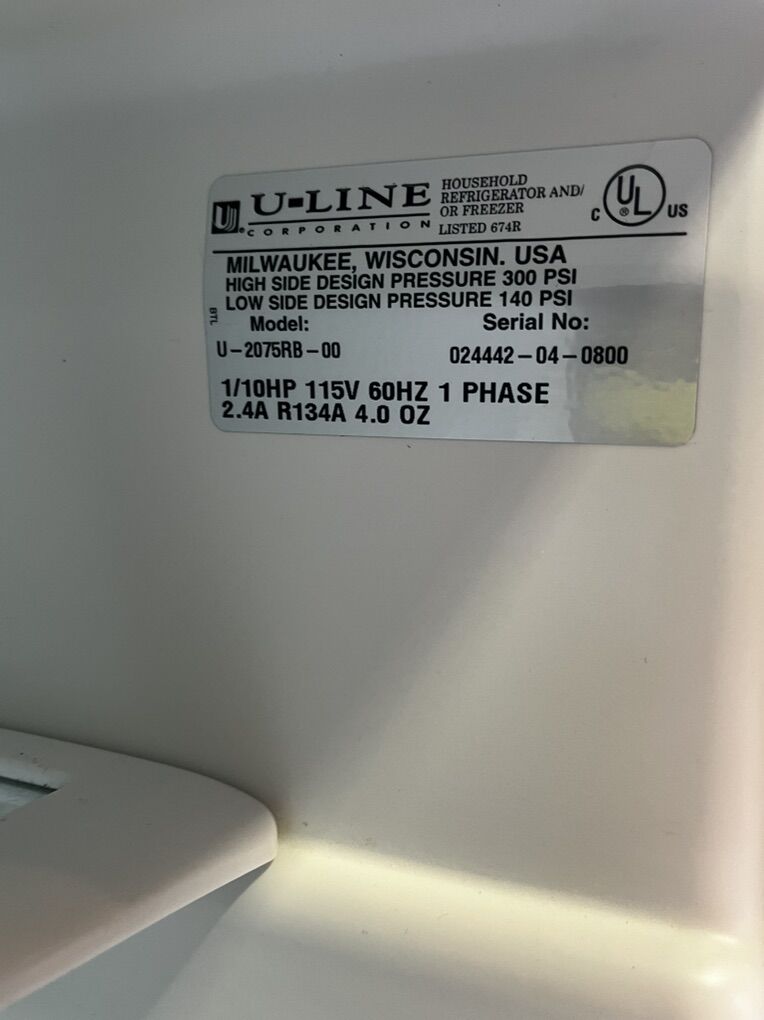 U-LINE
CORPORATION
HOUSEHOLD
REFRIGERATOR AND/
OR FREEZER
LISTED 674R
C UL ® US
MILWAUKEE, WISCONSIN. USA
HIGH SIDE DESIGN PRESSURE 300 PSI
LOW SIDE DESIGN PRESSURE 140 PSI
BTL
Model: Serial No:
U-2075RB-00 024442-04-0800
1/10HP 115V 60HZ 1 PHASE
2.4A R134A 4.0 OZ